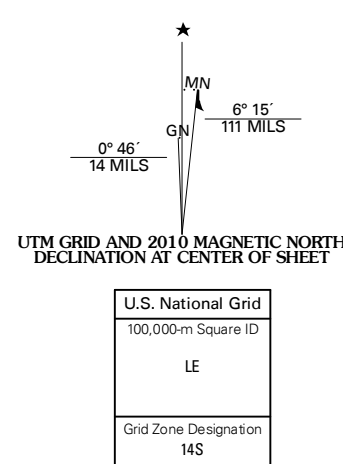 MN
GN
6° 15´
111 MILS
0° 46´
14 MILS
UTM GRID AND 2010 MAGNETIC NORTH
DECLINATION AT CENTER OF SHEET
U.S. National Grid
100,000-m Square ID
LE
Grid Zone Designation
14S